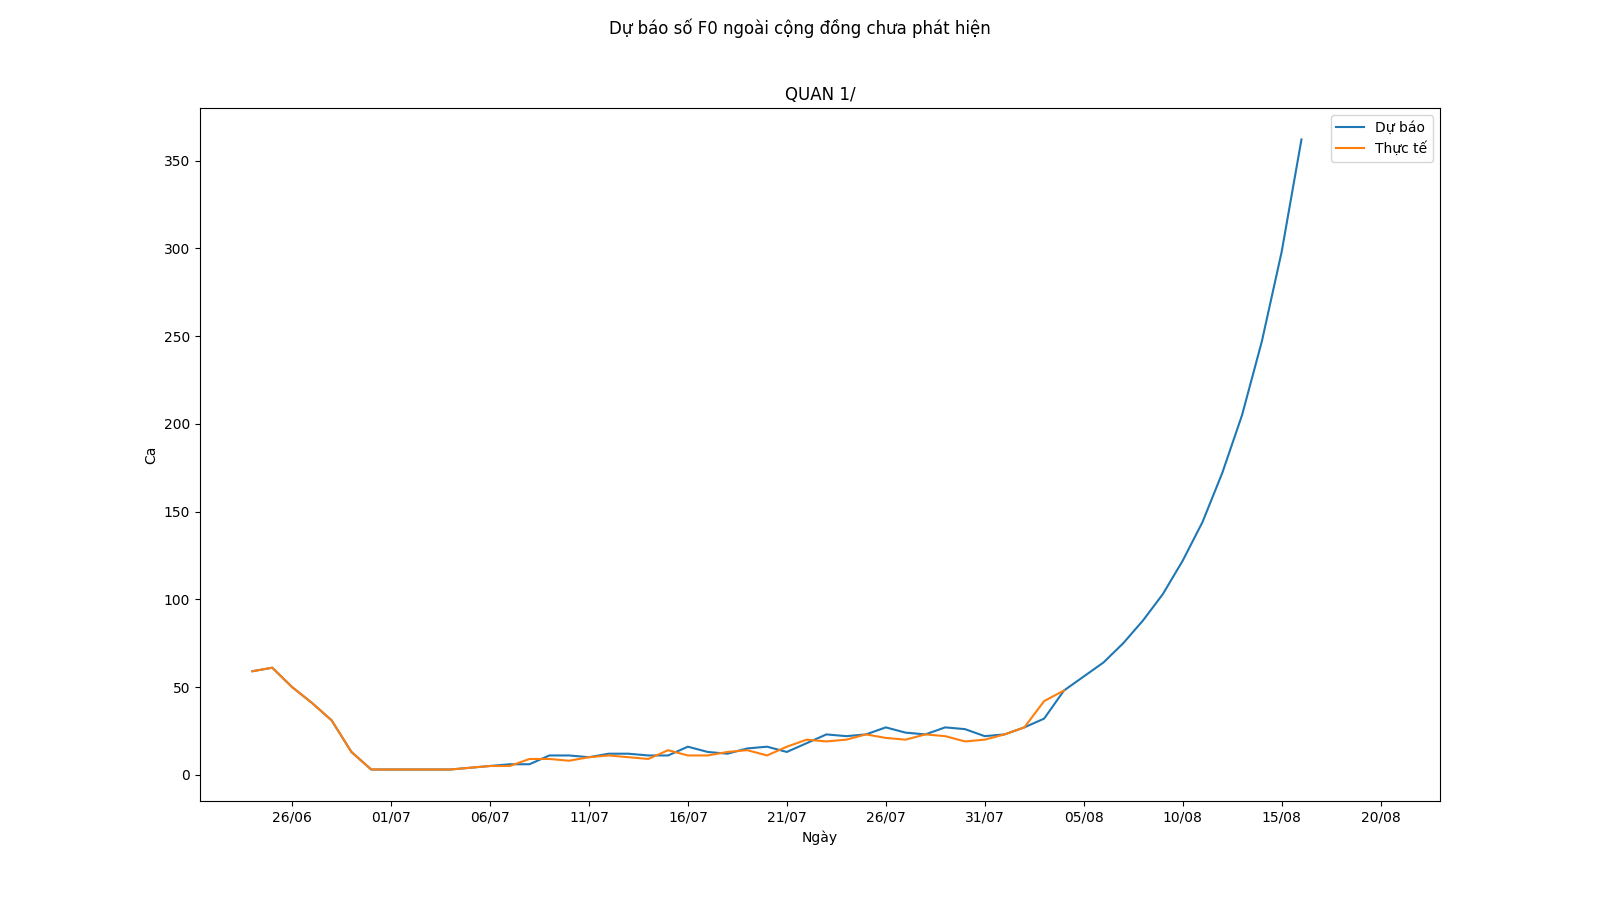 Dự báo số F0 ngoài cộng đồng chưa phát hiện
QUAN 1/
Dự báo
Thực tế
350
300
250
200
150
100
50
0
Ca
26/06 01/07 06/07 11/07 16/07 21/07 26/07 31/07 05/08 10/08 15/08 20/08
Ngày